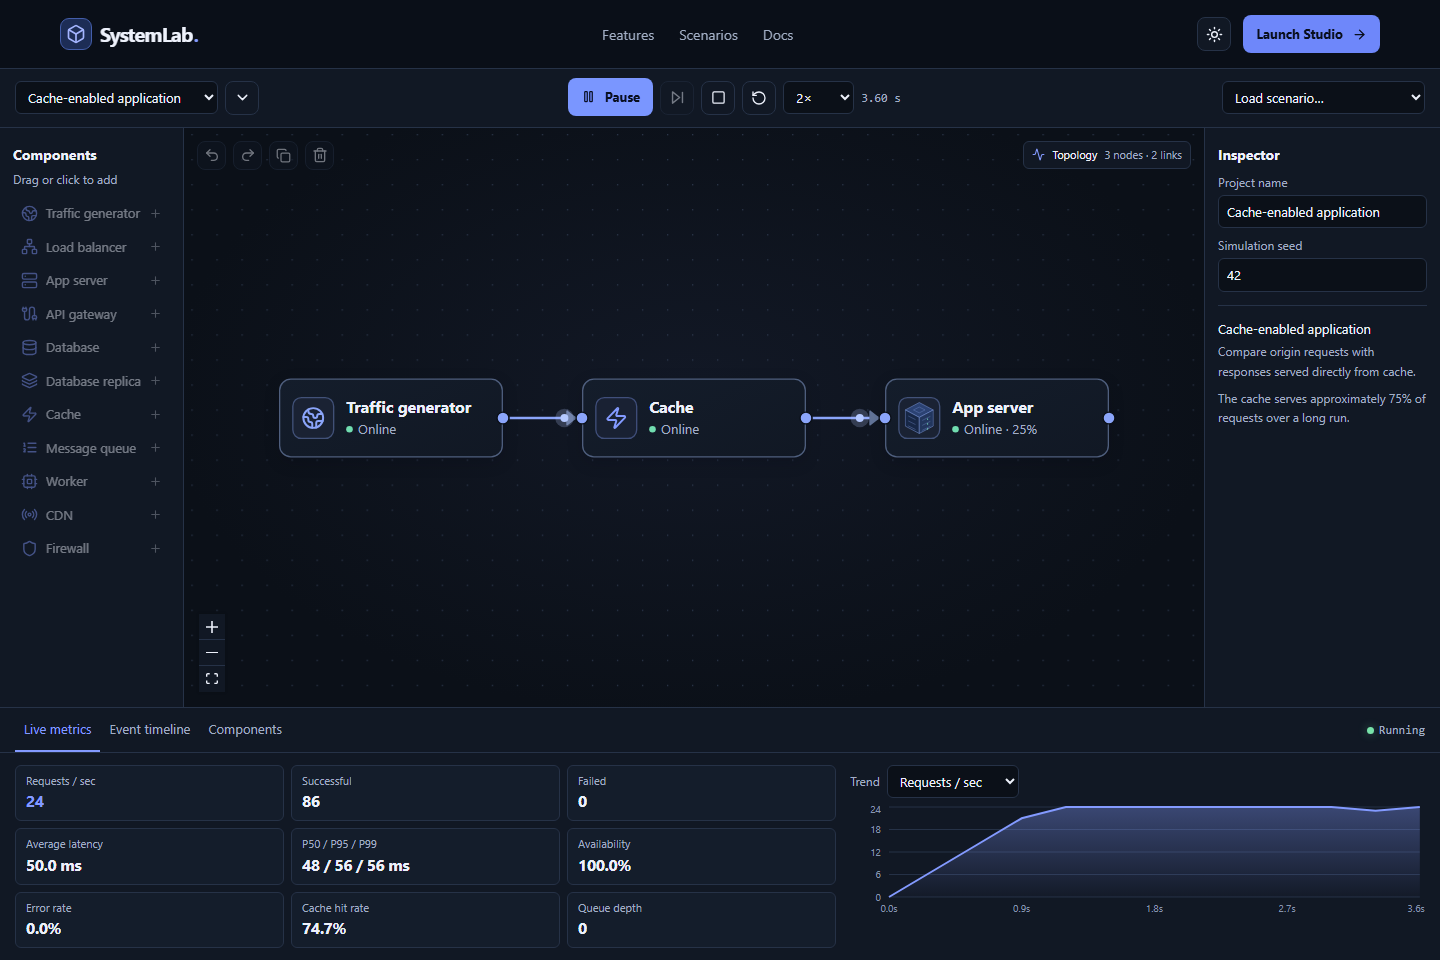 SystemLab.
Features
Scenarios
Docs
Launch Studio
Cache-enabled application
Pause
2×
3.60 s
Load scenario...
Components
Drag or click to add
Traffic generator
Load balancer
App server
API gateway
Database
Database replica
Cache
Message queue
Worker
CDN
Firewall
Topology 3 nodes · 2 links
Traffic generator
Online
Cache
Online
App server
Online · 25%
Inspector
Project name
Cache-enabled application
Simulation seed
42
Cache-enabled application
Compare origin requests with
responses served directly from cache.
The cache serves approximately 75% of
requests over a long run.
Live metrics
Event timeline
Components
Running
Requests / sec
24
Successful
86
Failed
0
Average latency
50.0 ms
P50 / P95 / P99
48 / 56 / 56 ms
Availability
100.0%
Error rate
0.0%
Cache hit rate
74.7%
Queue depth
0
Trend
Requests / sec
24
18
12
6
0
0.0s
0.9s
1.8s
2.7s
3.6s